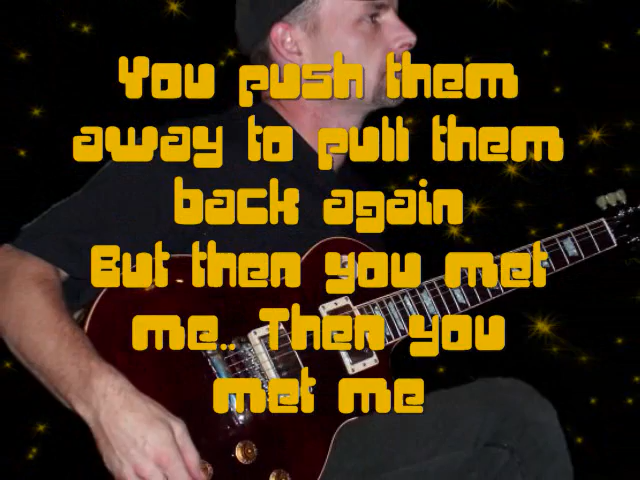 You push them
away to pull them
back again
But then you met
me.. Then you
met me